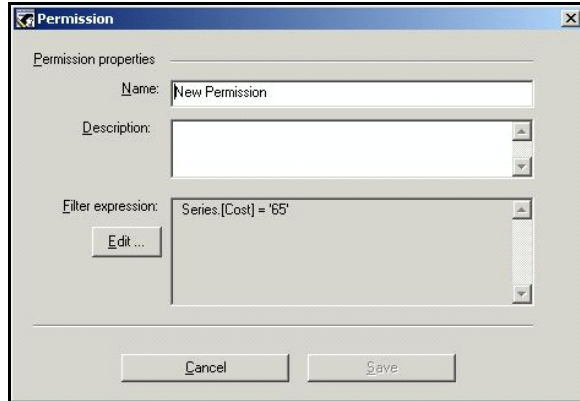 Permission
Permission properties
Name: New Permission
Description:
Filter expression: Series.[Cost] = '65'
Edit ...
Cancel Save